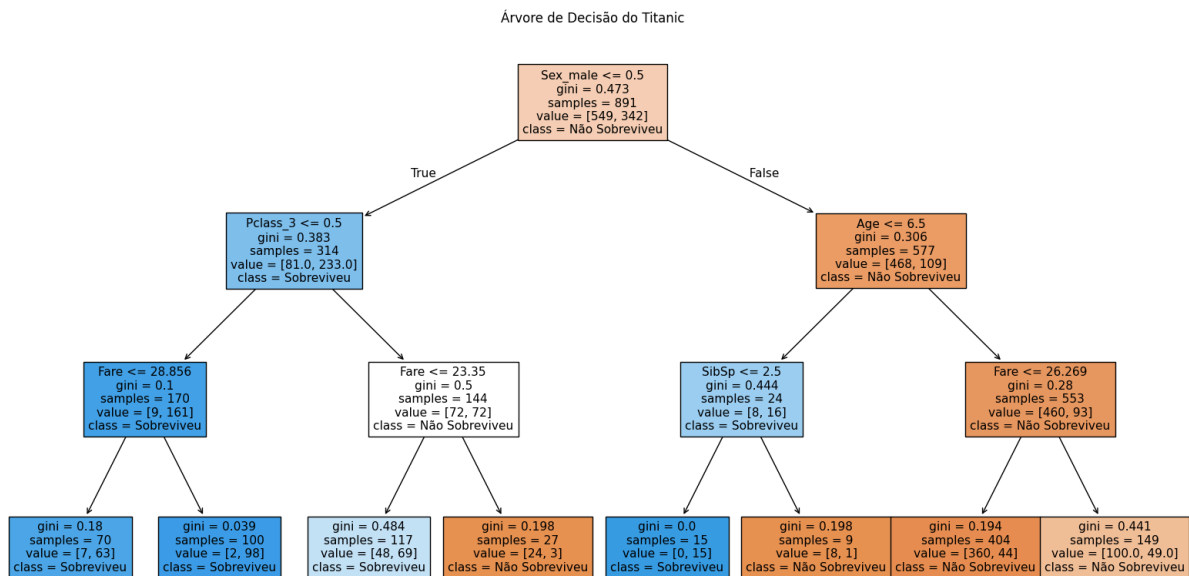 Árvore de Decisão do Titanic
Sex_male <= 0.5
gini = 0.473
samples = 891
value = [549, 342]
class = Não Sobreviveu
True
False
Pclass_3 <= 0.5
gini = 0.383
samples = 314
value = [81.0, 233.0]
class = Sobreviveu
Age <= 6.5
gini = 0.306
samples = 577
value = [468, 109]
class = Não Sobreviveu
Fare <= 28.856
gini = 0.1
samples = 170
value = [9, 161]
class = Sobreviveu
Fare <= 23.35
gini = 0.5
samples = 144
value = [72, 72]
class = Não Sobreviveu
SibSp <= 2.5
gini = 0.444
samples = 24
value = [8, 16]
class = Sobreviveu
Fare <= 26.269
gini = 0.28
samples = 553
value = [460, 93]
class = Não Sobreviveu
gini = 0.18
samples = 70
value = [7, 63]
class = Sobreviveu
gini = 0.039
samples = 100
value = [2, 98]
class = Sobreviveu
gini = 0.484
samples = 117
value = [48, 69]
class = Sobreviveu
gini = 0.198
samples = 27
value = [24, 3]
class = Não Sobreviveu
gini = 0.0
samples = 15
value = [0, 15]
class = Sobreviveu
gini = 0.198
samples = 9
value = [8, 1]
class = Não Sobreviveu
gini = 0.194
samples = 404
value = [360, 44]
class = Não Sobreviveu
gini = 0.441
samples = 149
value = [100.0, 49.0]
class = Não Sobreviveu